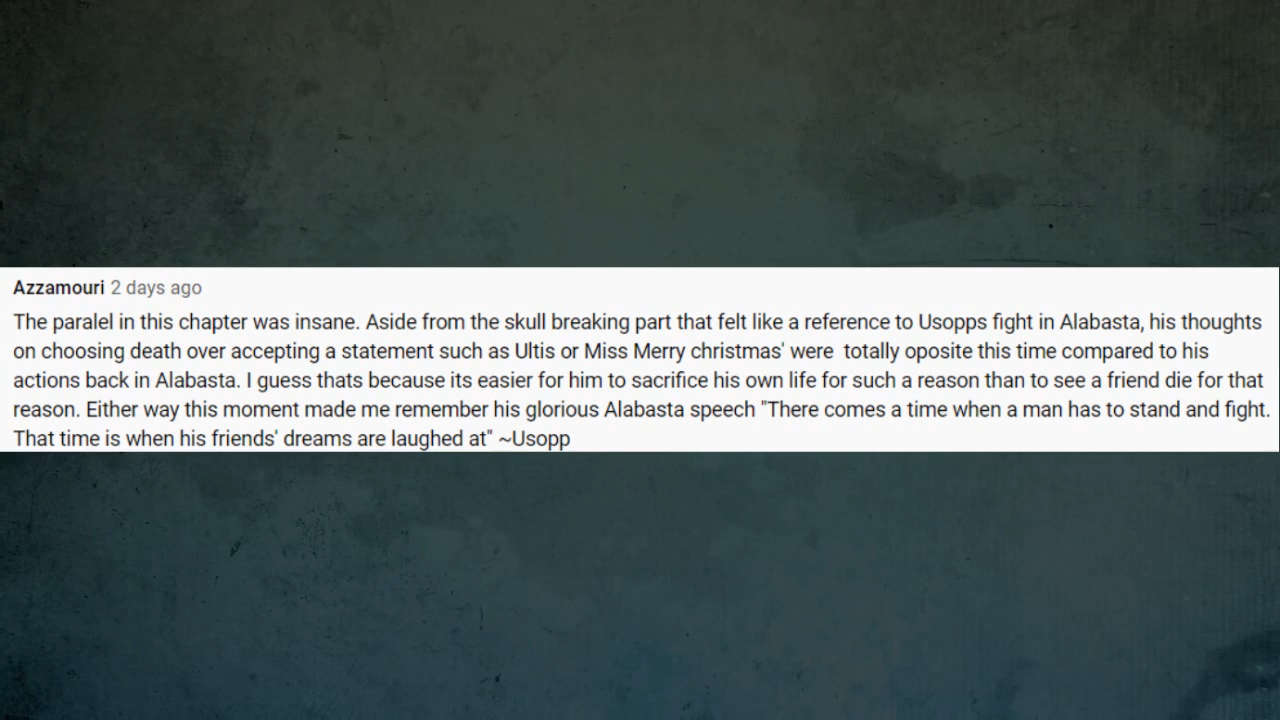 Azzamouri 2 days ago
The paralel in this chapter was insane. Aside from the skull breaking part that felt like a reference to Usopps fight in Alabasta, his thoughts
on choosing death over accepting a statement such as Ultis or Miss Merry christmas' were  totally oposite this time compared to his
actions back in Alabasta. I guess thats because its easier for him to sacrifice his own life for such a reason than to see a friend die for that
reason. Either way this moment made me remember his glorious Alabasta speech "There comes a time when a man has to stand and fight.
That time is when his friends' dreams are laughed at" ~Usopp